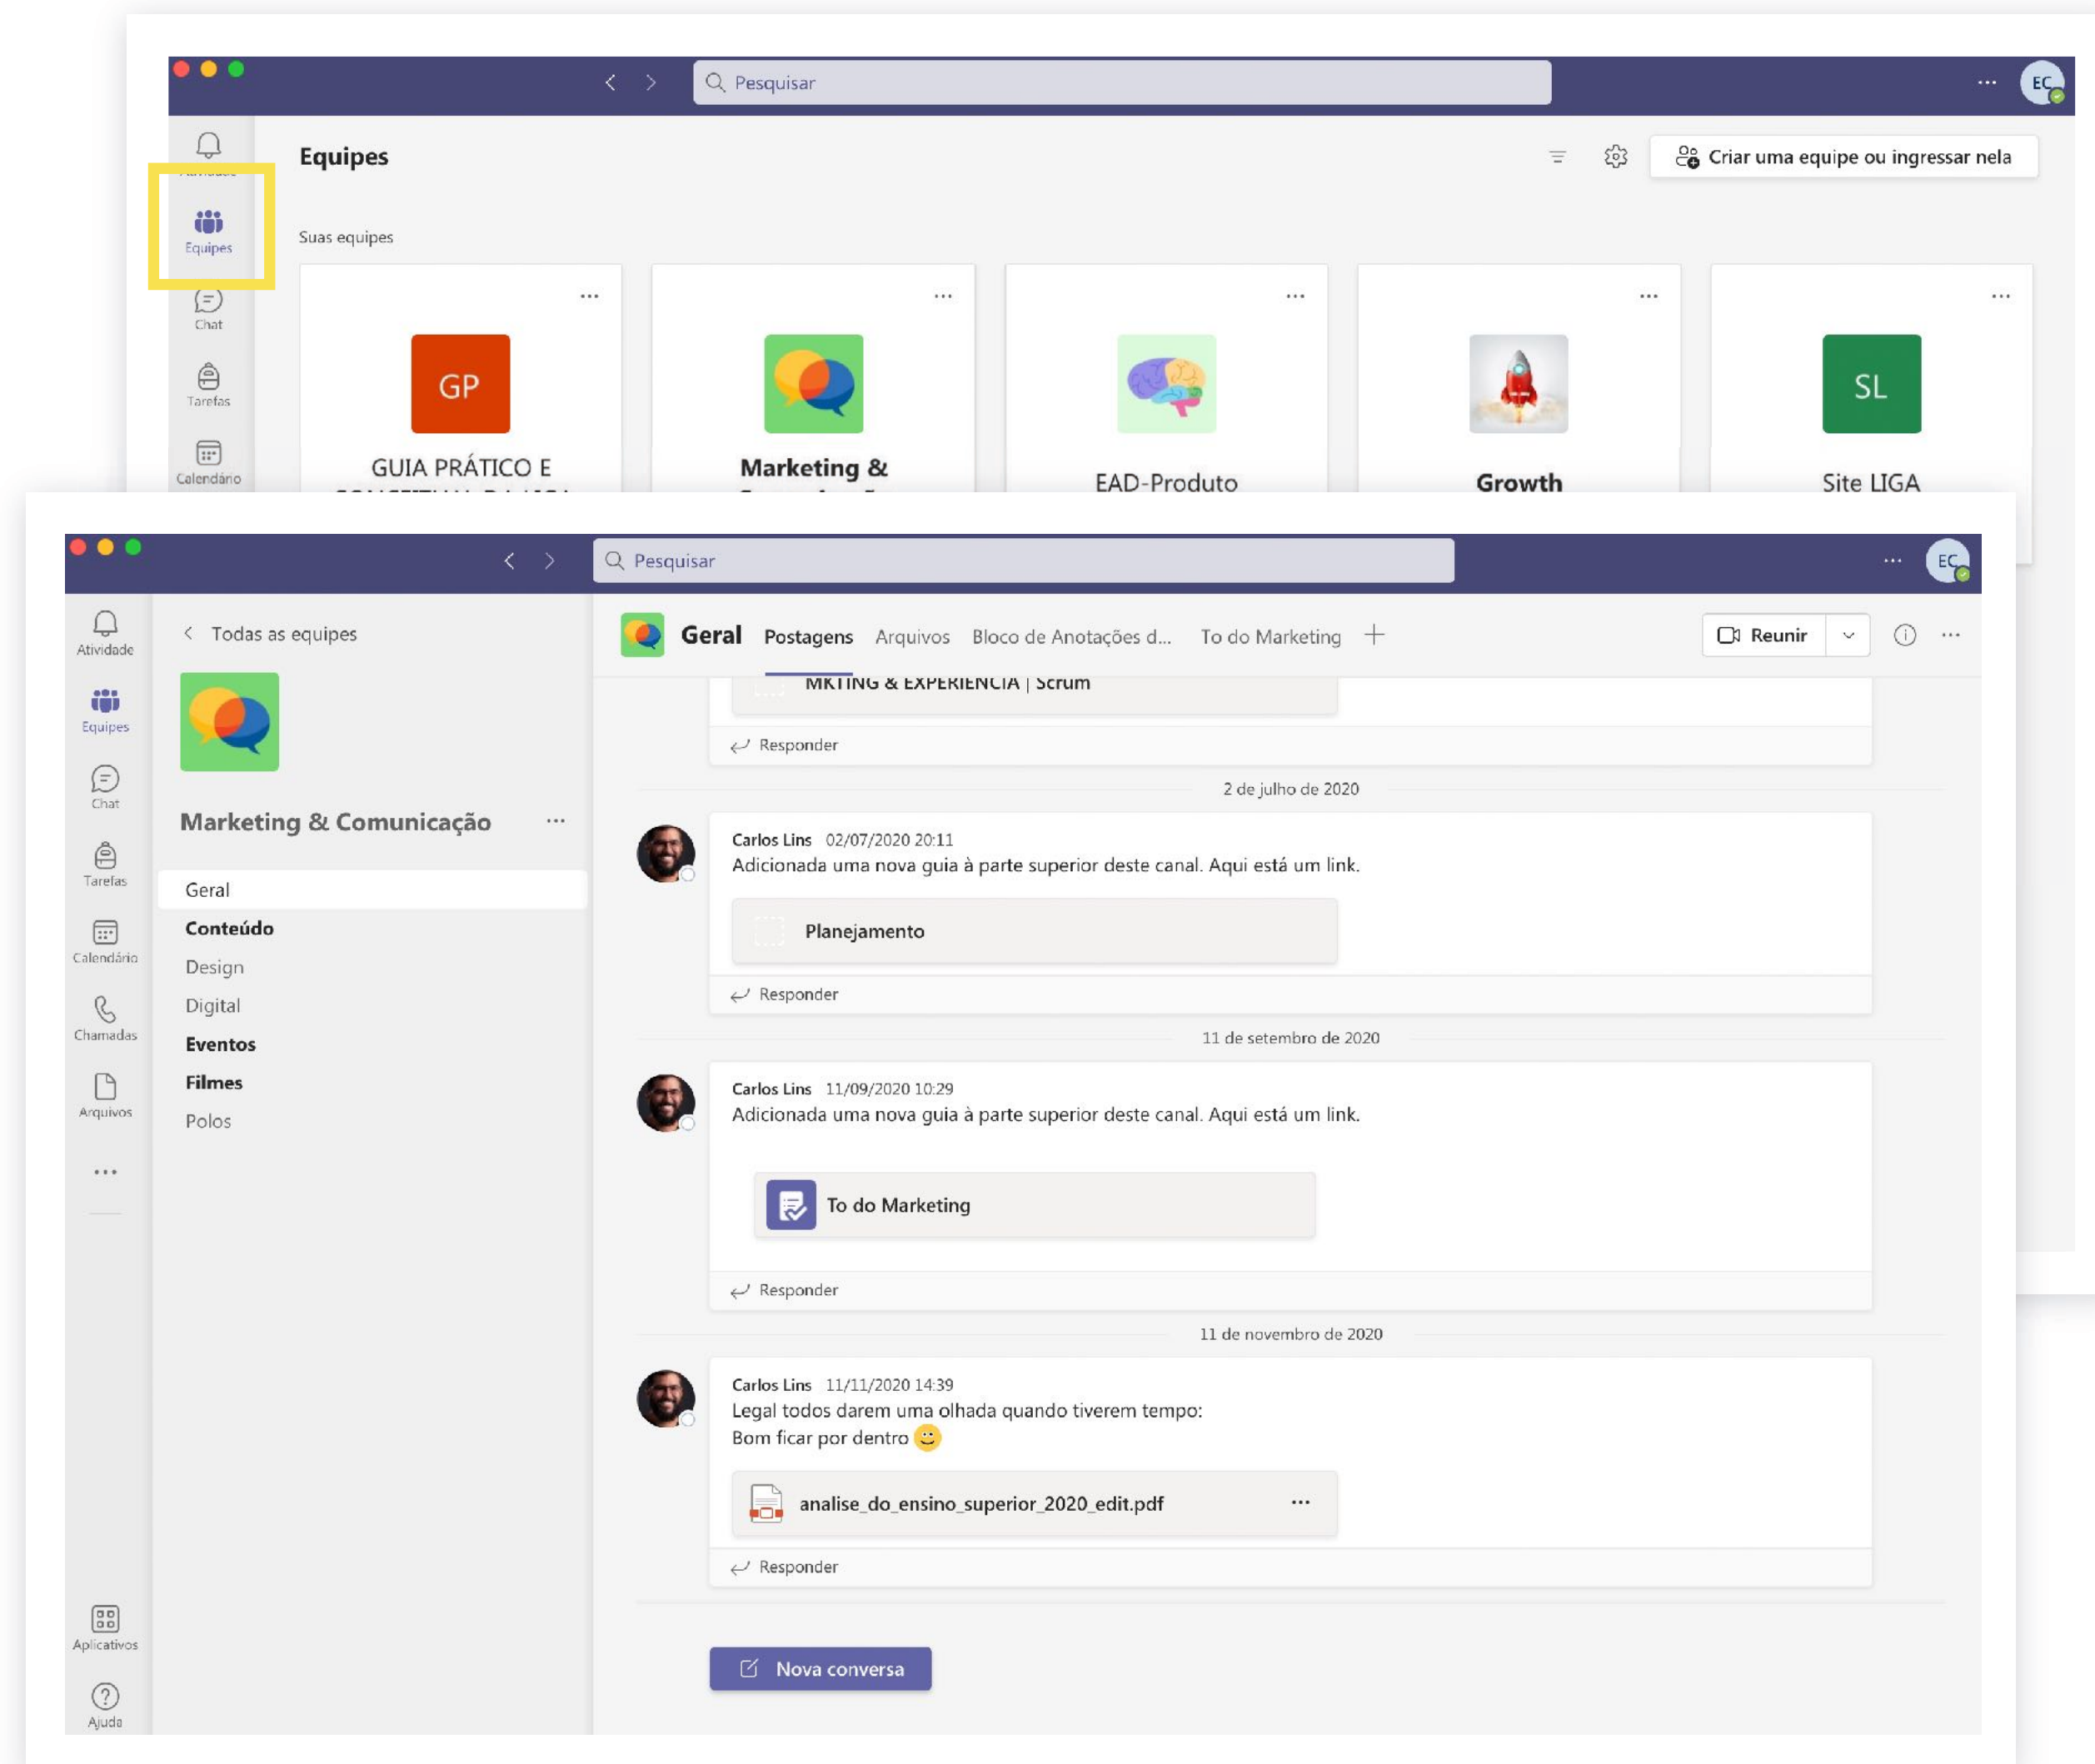 Pesquisar
EC
Equipes
Criar uma equipe ou ingressar nela
Equipes
Suas equipes
Chat
Tarefas
Calendário
GP
GUIA PRÁTICO E
Marketing &
EAD-Produto
Growth
SL
Site LIGA
Pesquisar
EC
Atividade
Equipes
Chat
Tarefas
Calendário
Chamadas
Arquivos
Aplicativos
Ajuda
Todas as equipes
Marketing & Comunicação
Geral
Conteúdo
Design
Digital
Eventos
Filmes
Polos
Geral Postagens Arquivos Bloco de Anotações d... To do Marketing
Reunir
MKTING & EXPERIENCIA | Scrum
Responder
2 de julho de 2020
Carlos Lins 02/07/2020 20:11
Adicionada uma nova guia à parte superior deste canal. Aqui está um link.
Planejamento
Responder
11 de setembro de 2020
Carlos Lins 11/09/2020 10:29
Adicionada uma nova guia à parte superior deste canal. Aqui está um link.
To do Marketing
Responder
11 de novembro de 2020
Carlos Lins 11/11/2020 14:39
Legal todos darem uma olhada quando tiverem tempo:
Bom ficar por dentro
analise_do_ensino_superior_2020_edit.pdf
Responder
Nova conversa